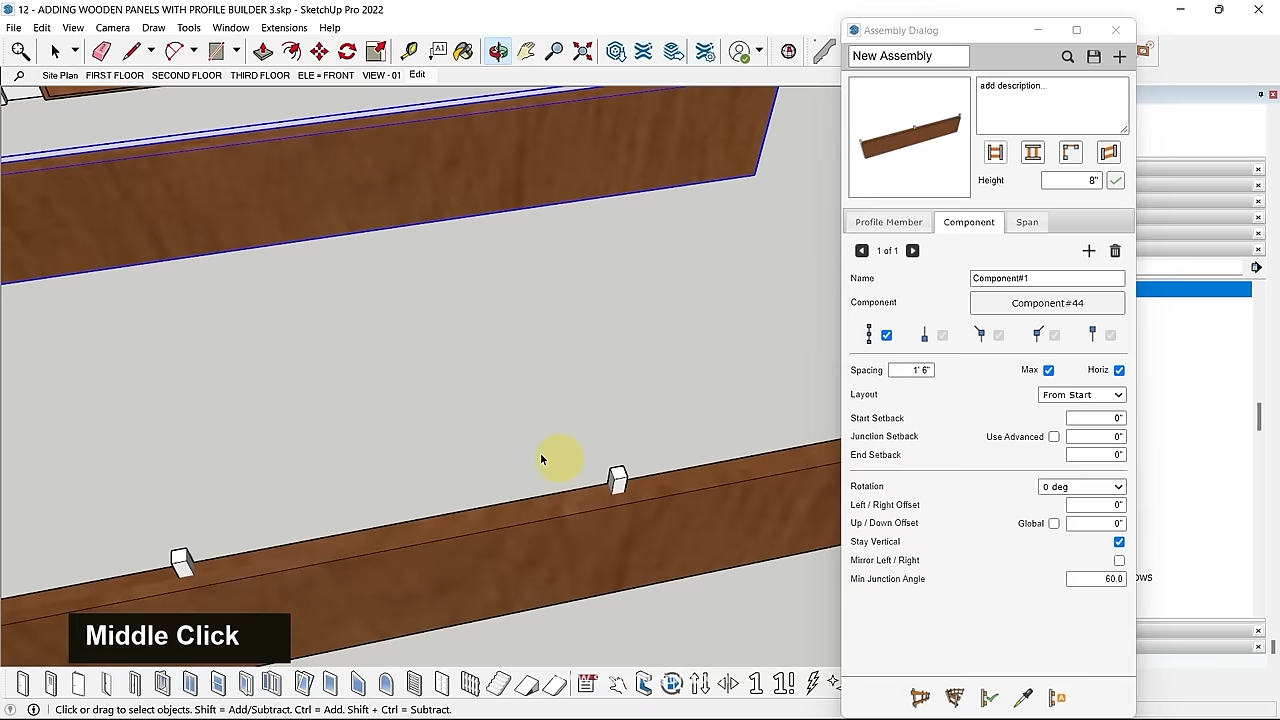 12 - ADDING WOODEN PANELS WITH PROFILE BUILDER 3.skp - SketchUp Pro 2022
File Edit View Camera Draw Tools Window Extensions Help
Site Plan FIRST FLOOR SECOND FLOOR THIRD FLOOR ELE = FRONT VIEW - 01 Edit
Assembly Dialog
New Assembly
add description...
Height 8"
Profile Member Component Span
1 of 1
Name Component#1
Component Component#44
Spacing 1' 6" Max Horiz
Layout From Start
Start Setback 0"
Junction Setback Use Advanced 0"
End Setback 0"
Rotation 0 deg
Left / Right Offset 0"
Up / Down Offset Global 0"
Stay Vertical
Mirror Left / Right
Min Junction Angle 60.0
Middle Click
Click or drag to select objects. Shift = Add/Subtract. Ctrl = Add. Shift + Ctrl = Subtract.